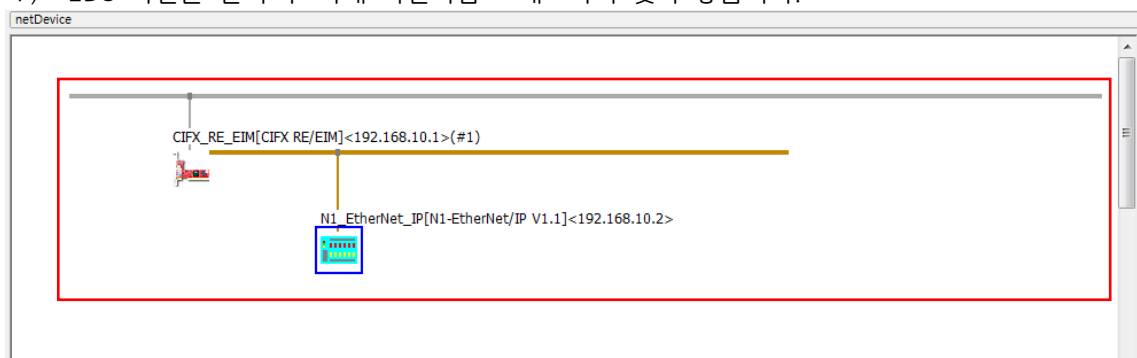 netDevice
CIFX_RE_EIM[CIFX RE/EIM]<192.168.10.1>(#1)
N1_EtherNet_IP[N1-EtherNet/IP V1.1]<192.168.10.2>